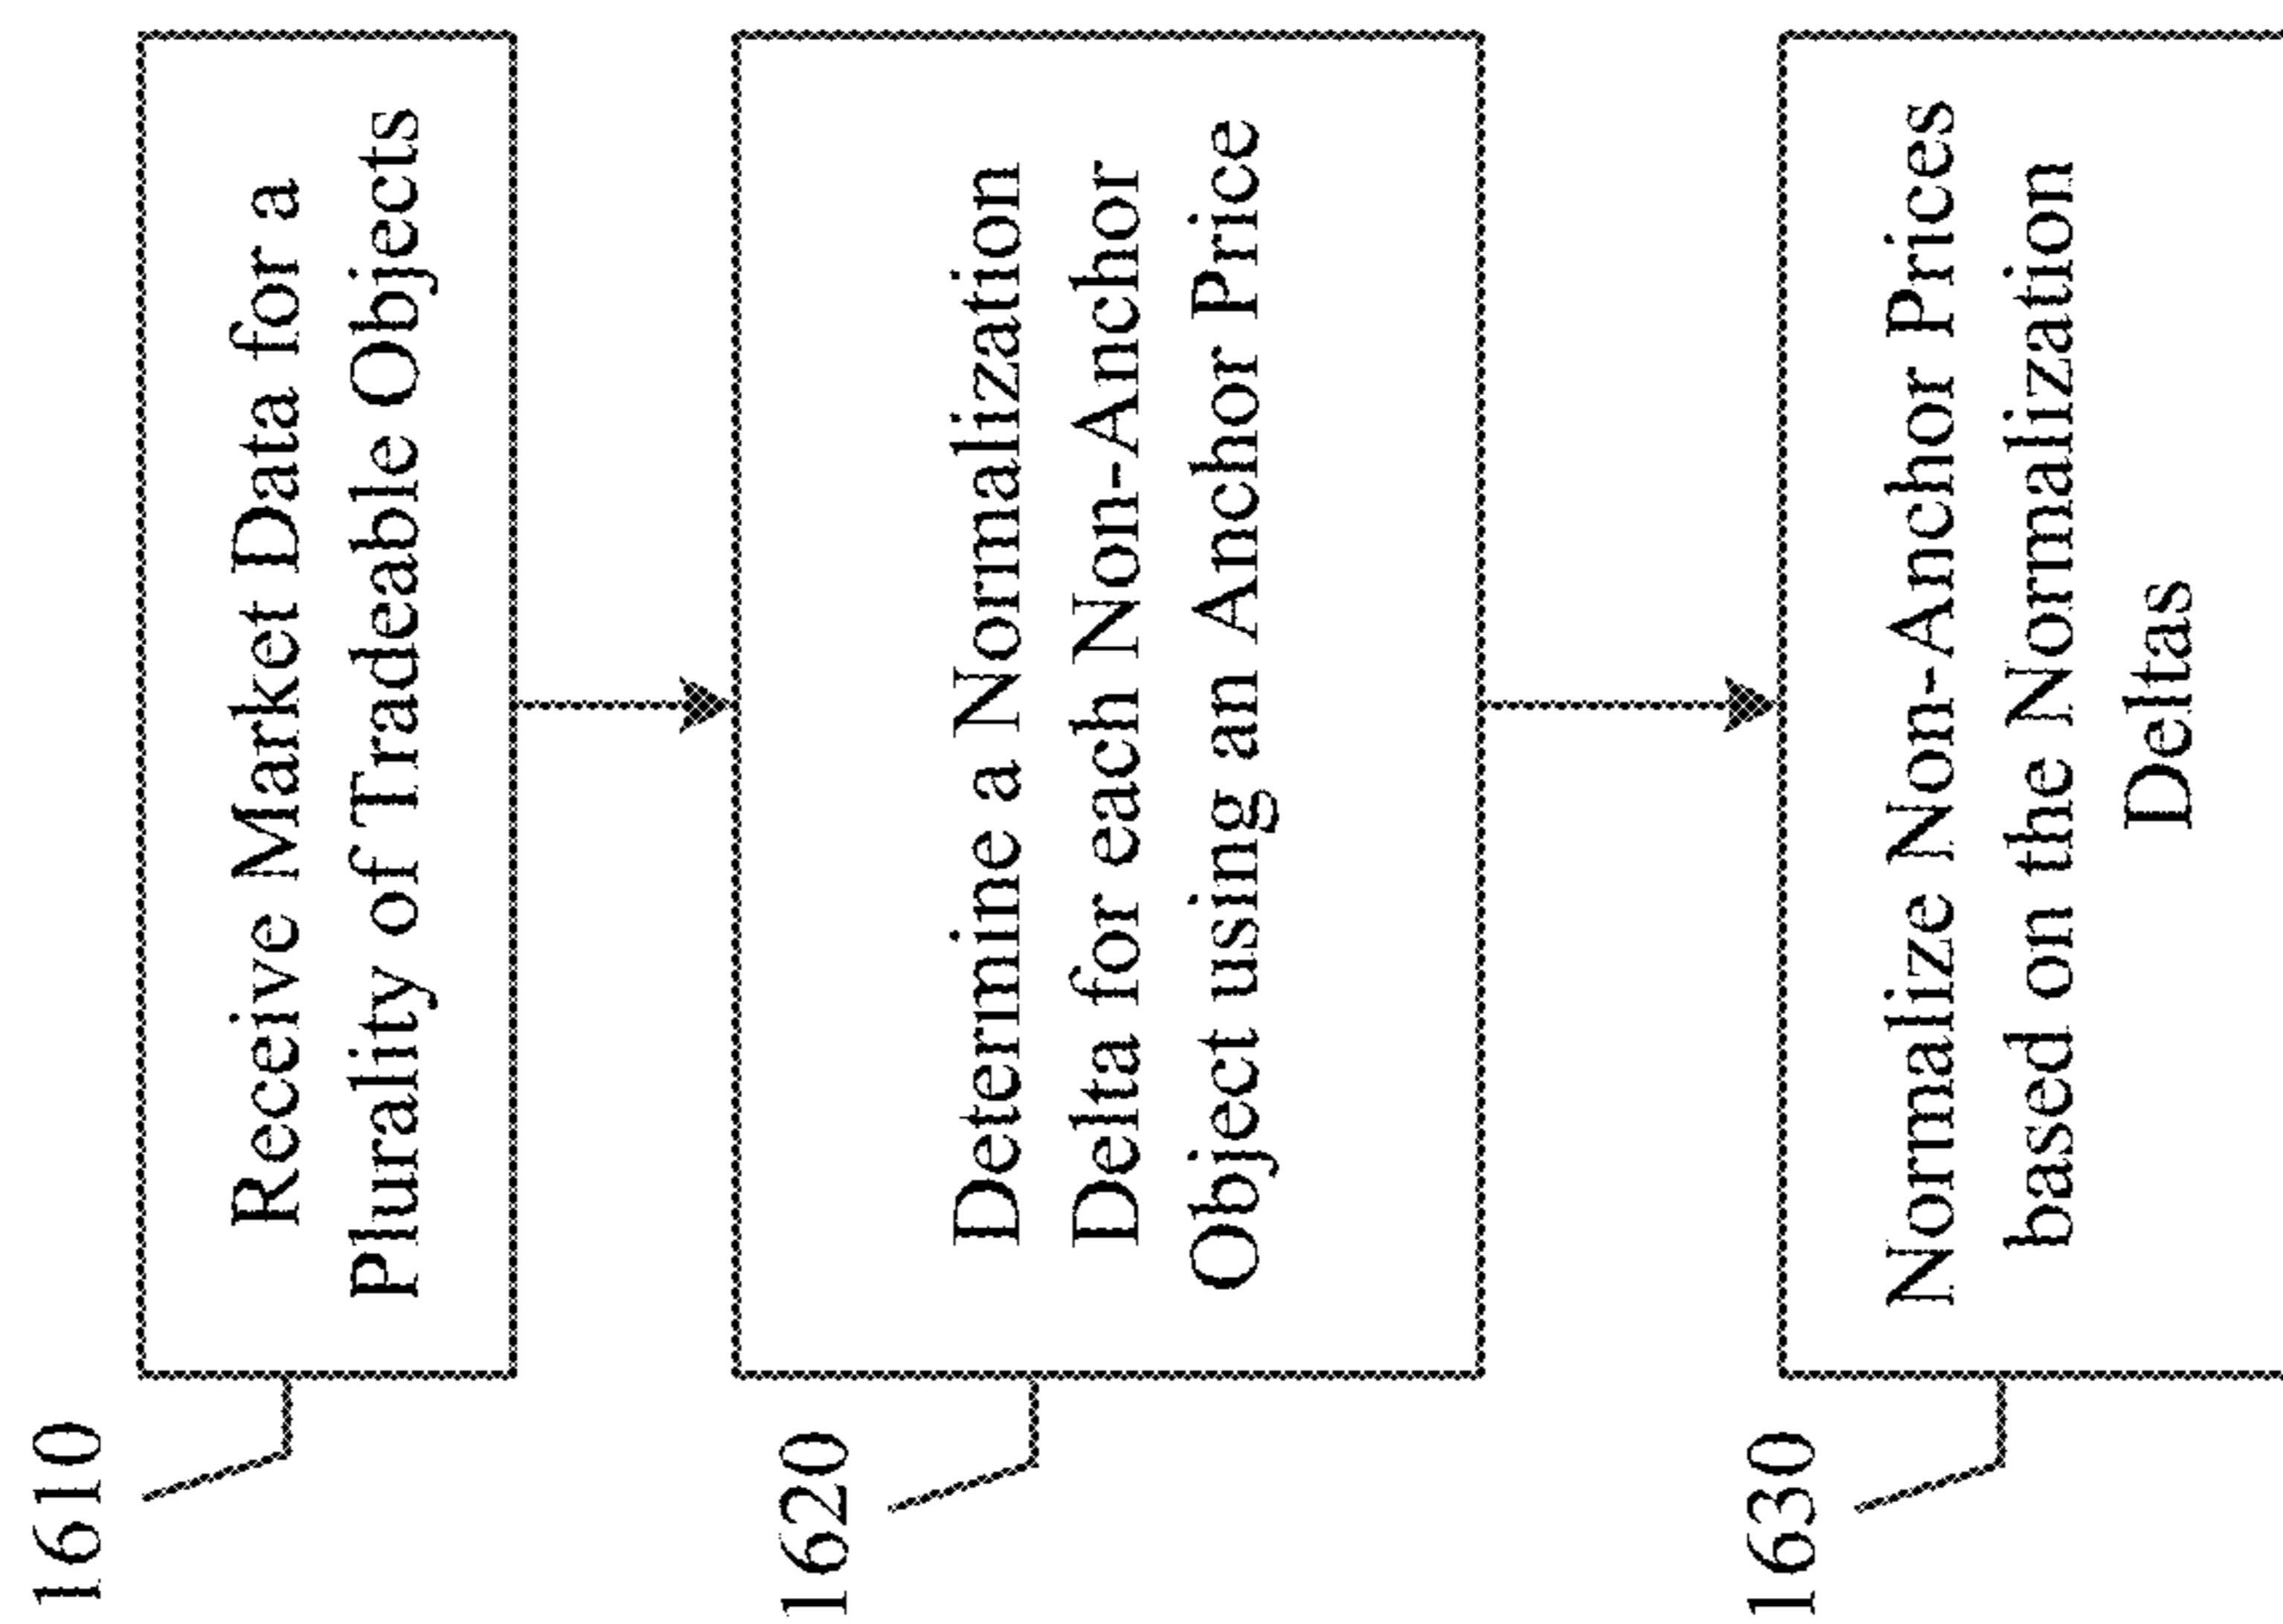 1610
Receive Market Data for a
Plurality of Tradeable Objects
1620
Determine a Normalization
Delta for each Non-Anchor
Object using an Anchor Price
1630
Normalize Non-Anchor Prices
based on the Normalization
Deltas